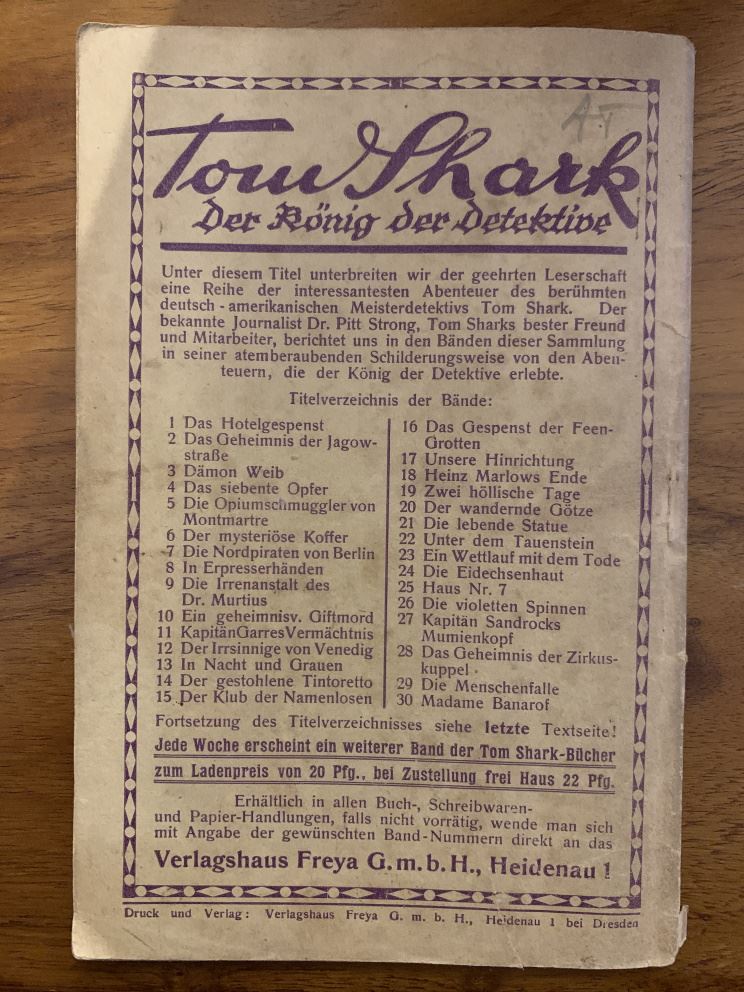 AT
Tom Shark
Der König der Detektive
Unter diesem Titel unterbreiten wir der geehrten Leserschaft
eine Reihe der interessantesten Abenteuer des berühmten
deutsch-amerikanischen Meisterdetektivs Tom Shark. Der
bekannte Journalist Dr. Pitt Strong, Tom Sharks bester Freund
und Mitarbeiter, berichtet uns in den Bänden dieser Sammlung
in seiner atemberaubenden Schilderungsweise von den Aben-
teuern, die der König der Detektive erlebte.
Titelverzeichnis der Bände:
1 Das Hotelgespenst
2 Das Geheimnis der Jagow-
straße
3 Dämon Weib
4 Das siebente Opfer
5 Die Opiumschmuggler von
Montmartre
6 Der mysteriöse Koffer
7 Die Nordpiraten von Berlin
8 In Erpresserhänden
9 Die Irrenanstalt des
Dr. Murtius
10 Ein geheimnisv. Giftmord
11 Kapitän Garres Vermächtnis
12 Der Irrsinnige von Venedig
13 In Nacht und Grauen
14 Der gestohlene Tintoretto
15 Der Klub der Namenlosen
16 Das Gespenst der Feen-
Grotten
17 Unsere Hinrichtung
18 Heinz Marlows Ende
19 Zwei höllische Tage
20 Der wandernde Götze
21 Die lebende Statue
22 Unter dem Tauenstein
23 Ein Wettlauf mit dem Tode
24 Die Eidechsenhaut
25 Haus Nr. 7
26 Die violetten Spinnen
27 Kapitän Sandrocks
Mumienkopf
28 Das Geheimnis der Zirkus-
kuppel
29 Die Menschenfalle
30 Madame Banarof
Fortsetzung des Titelverzeichnisses siehe letzte Textseite!
Jede Woche erscheint ein weiterer Band der Tom Shark-Bücher
zum Ladenpreis von 20 Pfg., bei Zustellung frei Haus 22 Pfg.
Erhältlich in allen Buch-, Schreibwaren-
und Papier-Handlungen, falls nicht vorrätig, wende man sich
mit Angabe der gewünschten Band-Nummern direkt an das
Verlagshaus Freya G.m.b.H., Heidenau 1
Druck und Verlag: Verlagshaus Freya G. m. b. H., Heidenau 1 bei Dresden